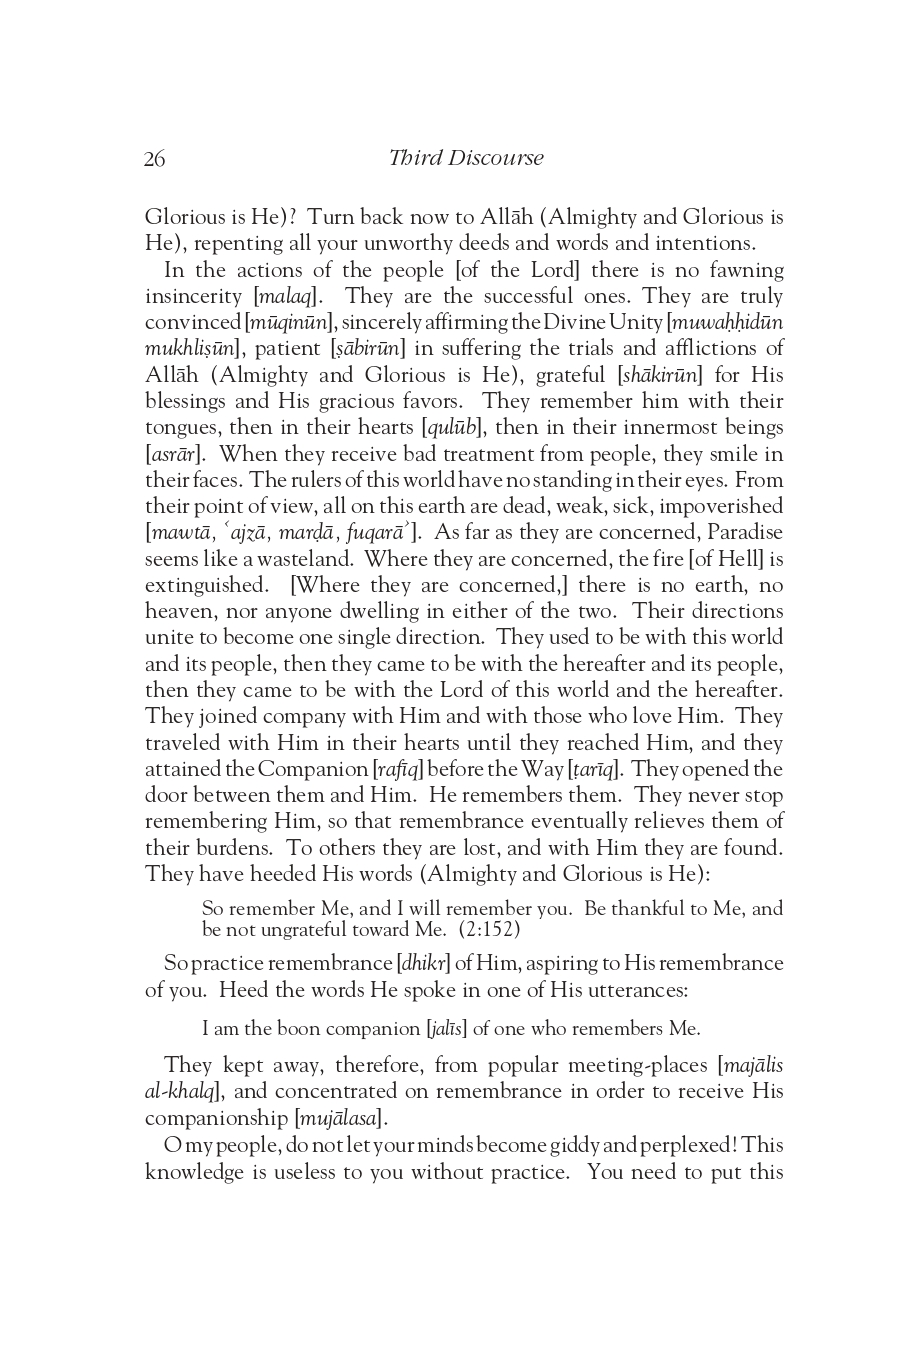 26
Third Discourse
Glorious is He)? Turn back now to Allāh (Almighty and Glorious is
He), repenting all your unworthy deeds and words and intentions.
In the actions of the people [of the Lord] there is no fawning
insincerity [malaq]. They are the successful ones. They are truly
convinced [mūqinūn], sincerely affirming the Divine Unity [muwaḥḥidūn
mukhliṣūn], patient [ṣābirūn] in suffering the trials and afflictions of
Allāh (Almighty and Glorious is He), grateful [shākirūn] for His
blessings and His gracious favors. They remember him with their
tongues, then in their hearts [qulūb], then in their innermost beings
[asrār]. When they receive bad treatment from people, they smile in
their faces. The rulers of this world have no standing in their eyes. From
their point of view, all on this earth are dead, weak, sick, impoverished
[mawtā, ʿajzā, marḍā, fuqarāʾ]. As far as they are concerned, Paradise
seems like a wasteland. Where they are concerned, the fire [of Hell] is
extinguished. [Where they are concerned,] there is no earth, no
heaven, nor anyone dwelling in either of the two. Their directions
unite to become one single direction. They used to be with this world
and its people, then they came to be with the hereafter and its people,
then they came to be with the Lord of this world and the hereafter.
They joined company with Him and with those who love Him. They
traveled with Him in their hearts until they reached Him, and they
attained the Companion [rafīq] before the Way [ṭarīq]. They opened the
door between them and Him. He remembers them. They never stop
remembering Him, so that remembrance eventually relieves them of
their burdens. To others they are lost, and with Him they are found.
They have heeded His words (Almighty and Glorious is He):
So remember Me, and I will remember you. Be thankful to Me, and
be not ungrateful toward Me. (2:152)
So practice remembrance [dhikr] of Him, aspiring to His remembrance
of you. Heed the words He spoke in one of His utterances:
I am the boon companion [jalīs] of one who remembers Me.
They kept away, therefore, from popular meeting-places [majālis
al-khalq], and concentrated on remembrance in order to receive His
companionship [mujālasa].
O my people, do not let your minds become giddy and perplexed! This
knowledge is useless to you without practice. You need to put this